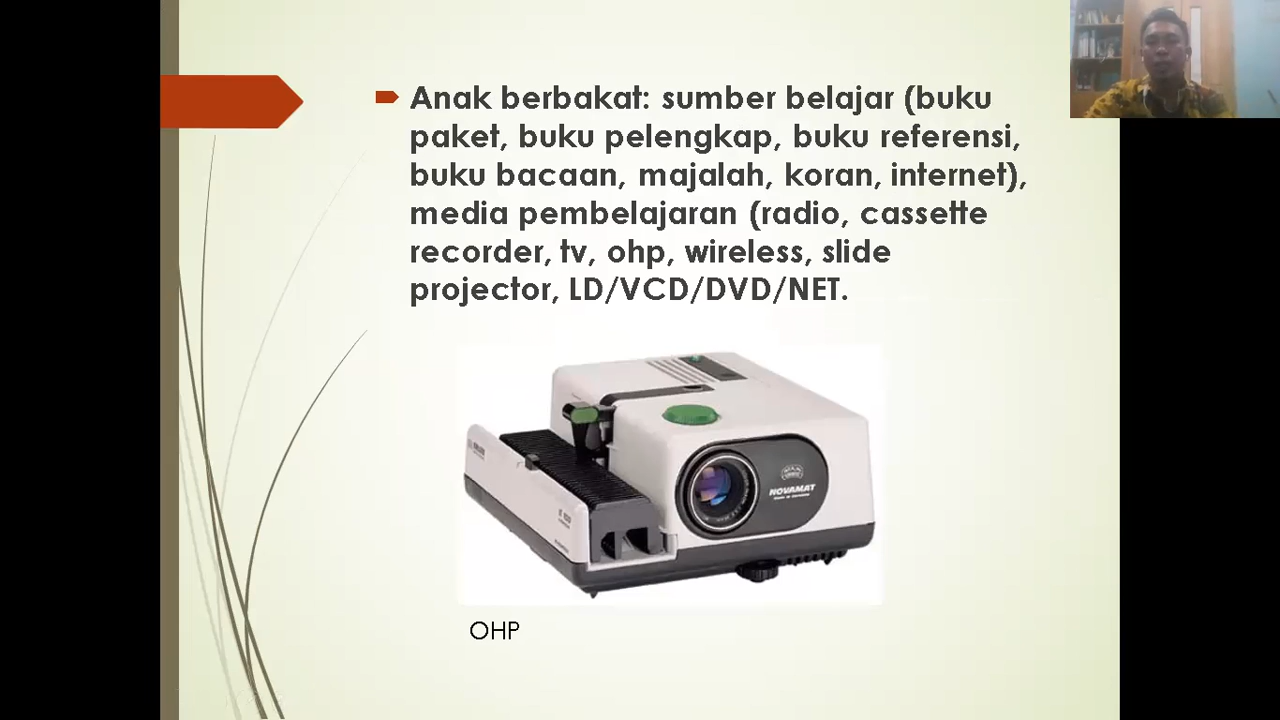 Anak berbakat: sumber belajar (buku
paket, buku pelengkap, buku referensi,
buku bacaan, majalah, koran, internet),
media pembelajaran (radio, cassette
recorder, tv, ohp, wireless, slide
projector, LD/VCD/DVD/NET.
NOVAMAT
OHP